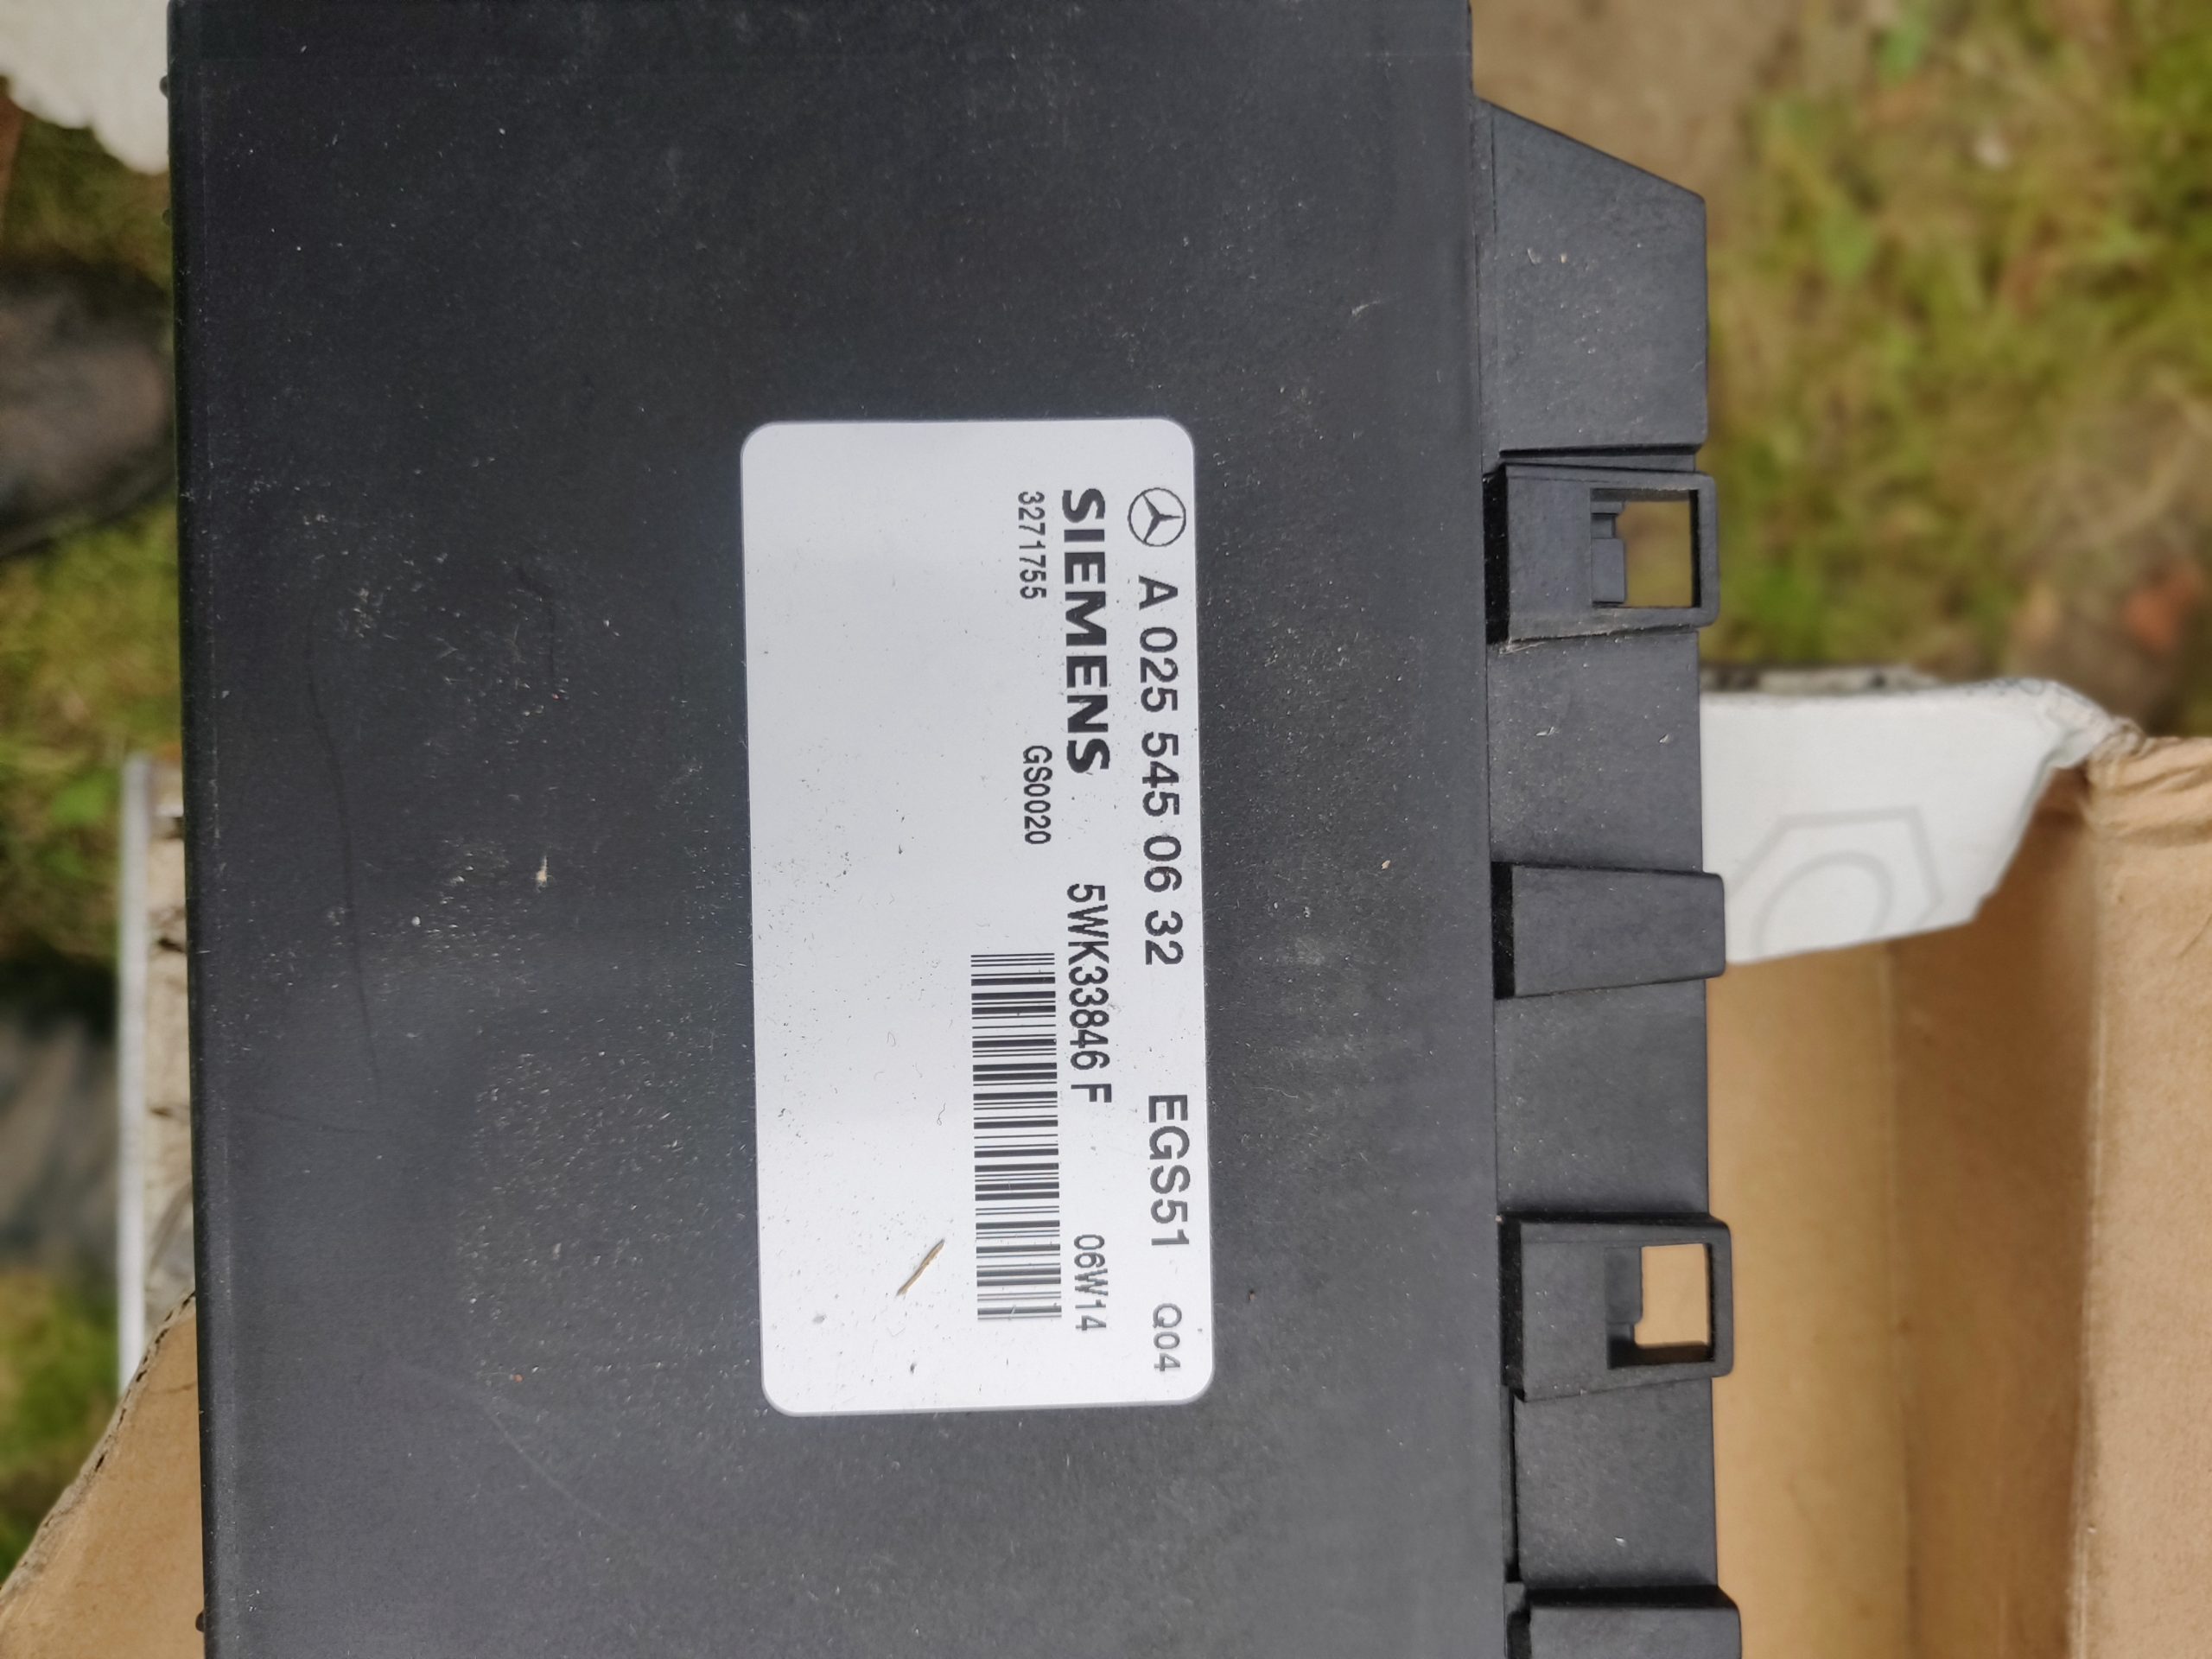 A 025 545 06 32 EGS51 Q04
SIEMENS 5WK33846 F 06W14
3271755 GS0020